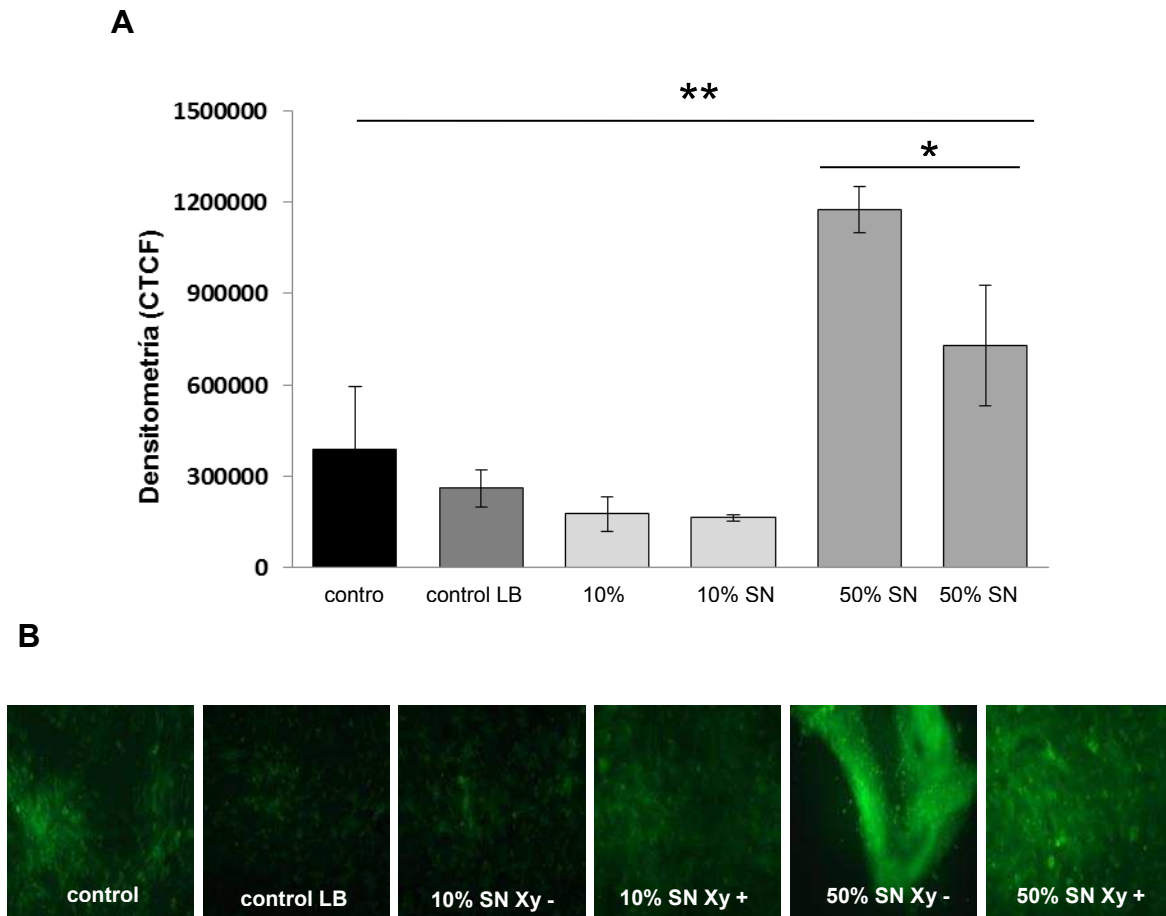 A
**
*
1500000
1200000
900000
600000
300000
0
Densitometría (CTCF)
contro control LB 10% 10% SN 50% SN 50% SN
B
control control LB 10% SN Xy - 10% SN Xy + 50% SN Xy - 50% SN Xy +